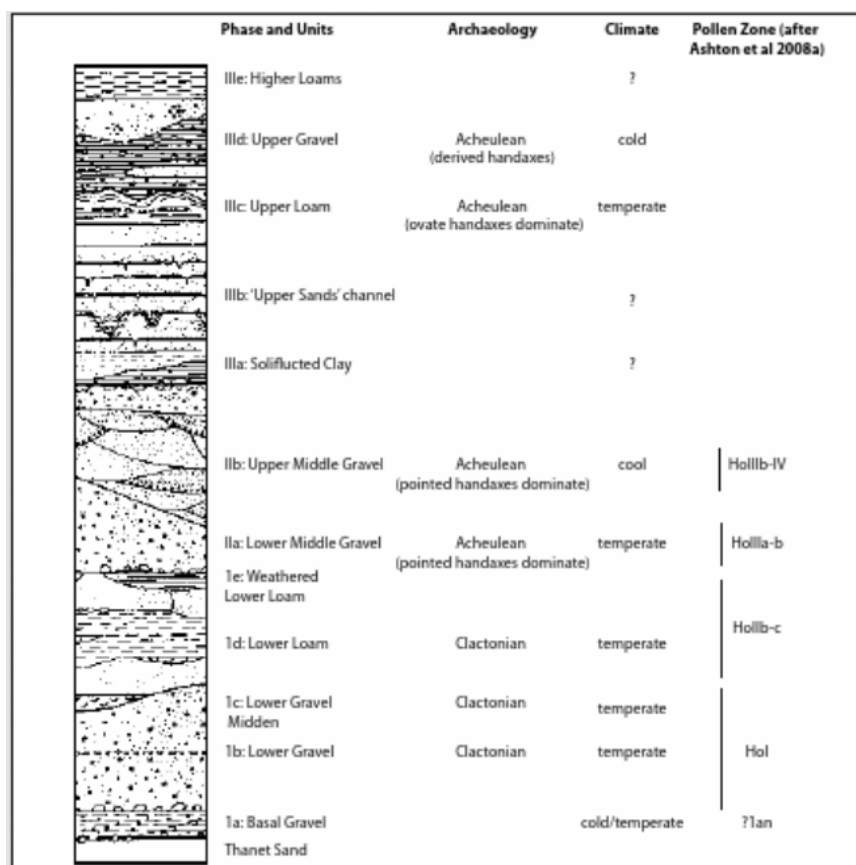 Phase and Units Archaeology Climate Pollen Zone (after
Ashton et al 2008a)
IIIe: Higher Loams ?
IIId: Upper Gravel Acheulean cold
(derived handaxes)
IIIc: Upper Loam Acheulean temperate
(ovate handaxes dominate)
IIIb: 'Upper Sands' channel ?
IIIa: Soliflucted Clay ?
IIb: Upper Middle Gravel Acheulean cool HoIIIb-IV
(pointed handaxes dominate)
IIa: Lower Middle Gravel Acheulean temperate HoIIIa-b
(pointed handaxes dominate)
1e: Weathered
Lower Loam
HoIIb-c
1d: Lower Loam Clactonian temperate
1c: Lower Gravel Clactonian temperate
Midden
1b: Lower Gravel Clactonian temperate HoI
1a: Basal Gravel cold/temperate ?1an
Thanet Sand